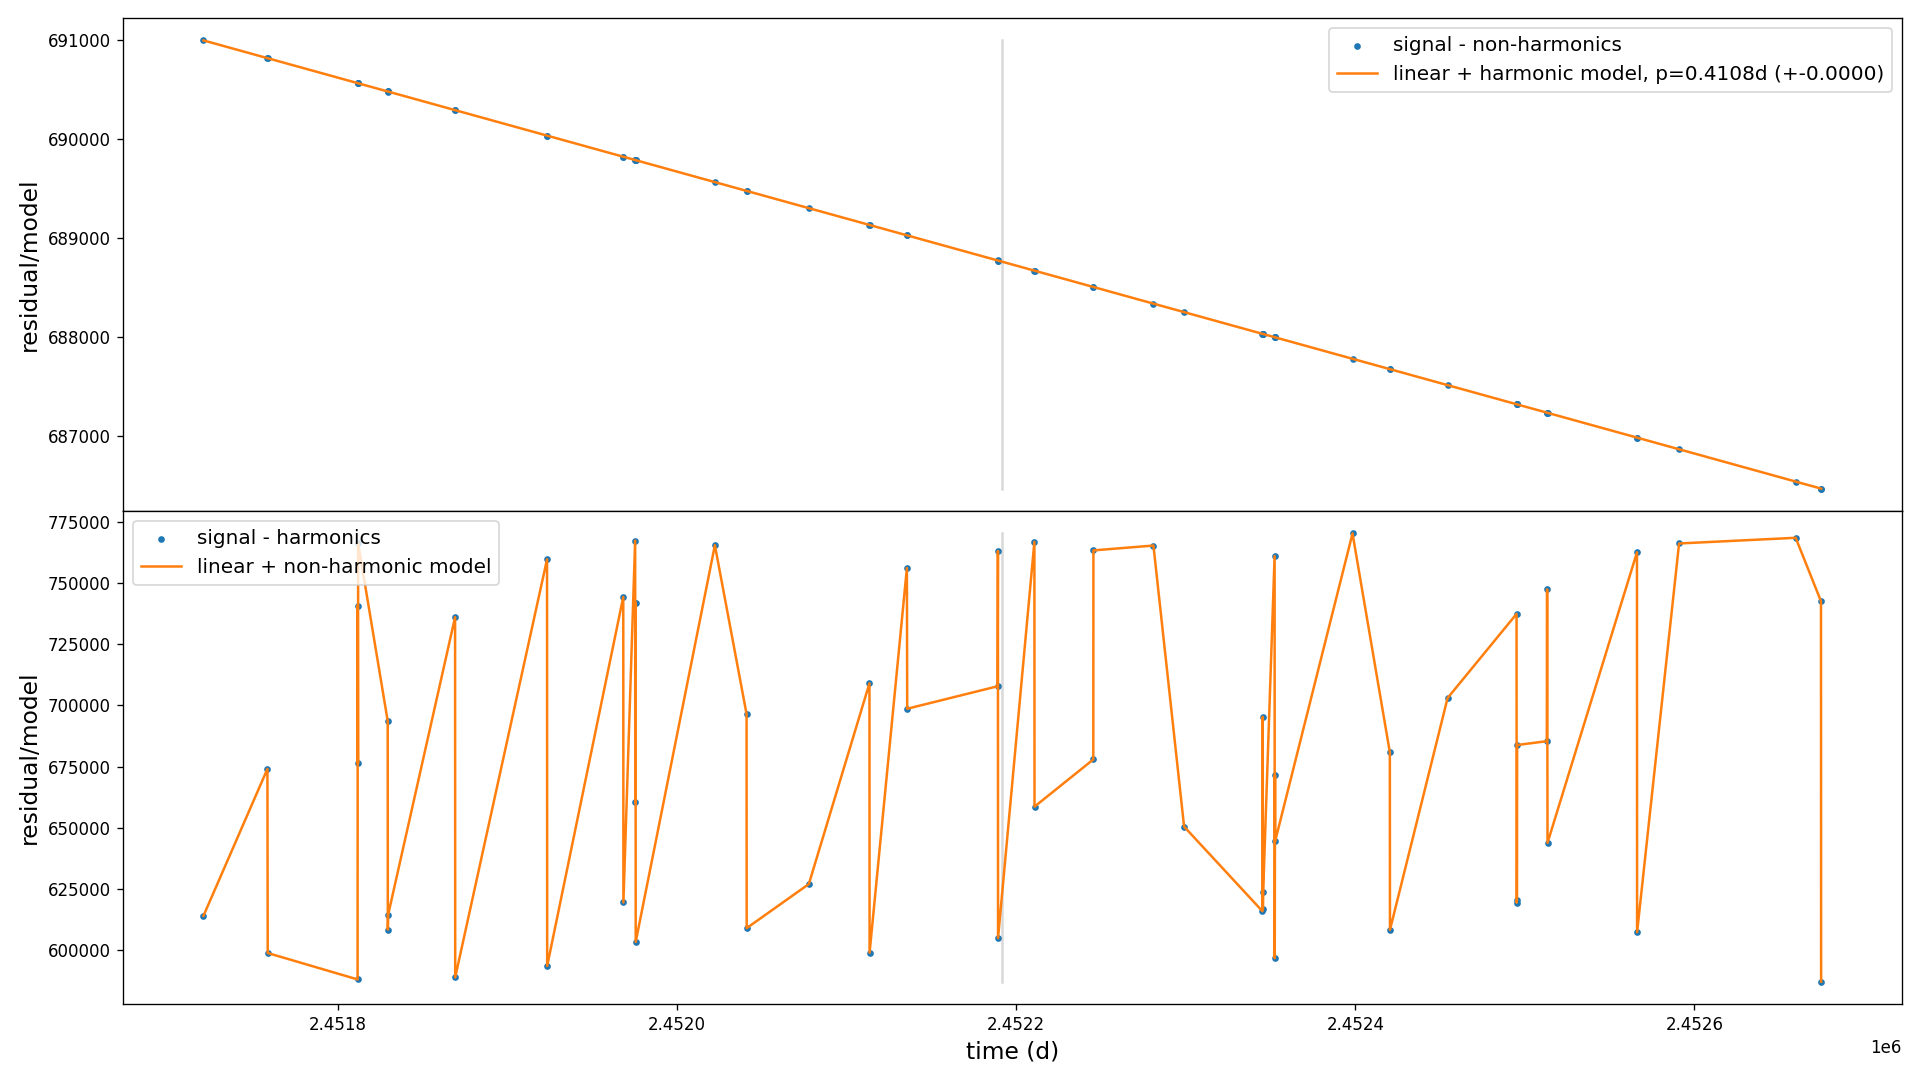 691000
690000
689000
688000
687000
residual/model
signal - non-harmonics
linear + harmonic model, p=0.4108d (+-0.0000)
775000
750000
725000
700000
675000
650000
625000
600000
residual/model
signal - harmonics
linear + non-harmonic model
2.4518
2.4520
2.4522
2.4524
2.4526
1e6
time (d)